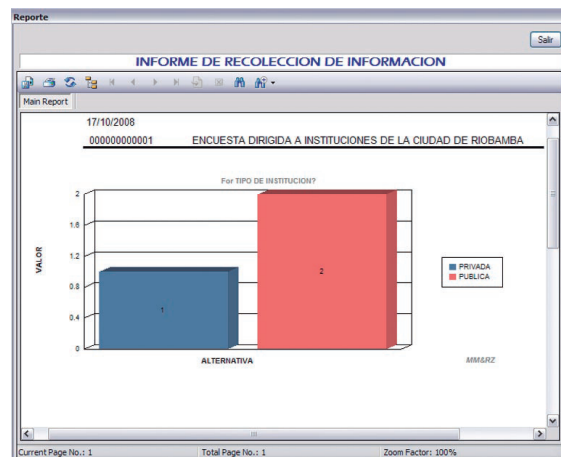 Reporte
Salir
INFORME DE RECOLECCION DE INFORMACION
Main Report
17/10/2008
000000000001 ENCUESTA DIRIGIDA A INSTITUCIONES DE LA CIUDAD DE RIOBAMBA
For TIPO DE INSTITUCION?
2
1.6
1.2
0.8
0.4
0
VALOR
1
2
PRIVADA
PUBLICA
ALTERNATIVA
MM&RZ
Current Page No.: 1 Total Page No.: 1 Zoom Factor: 100%